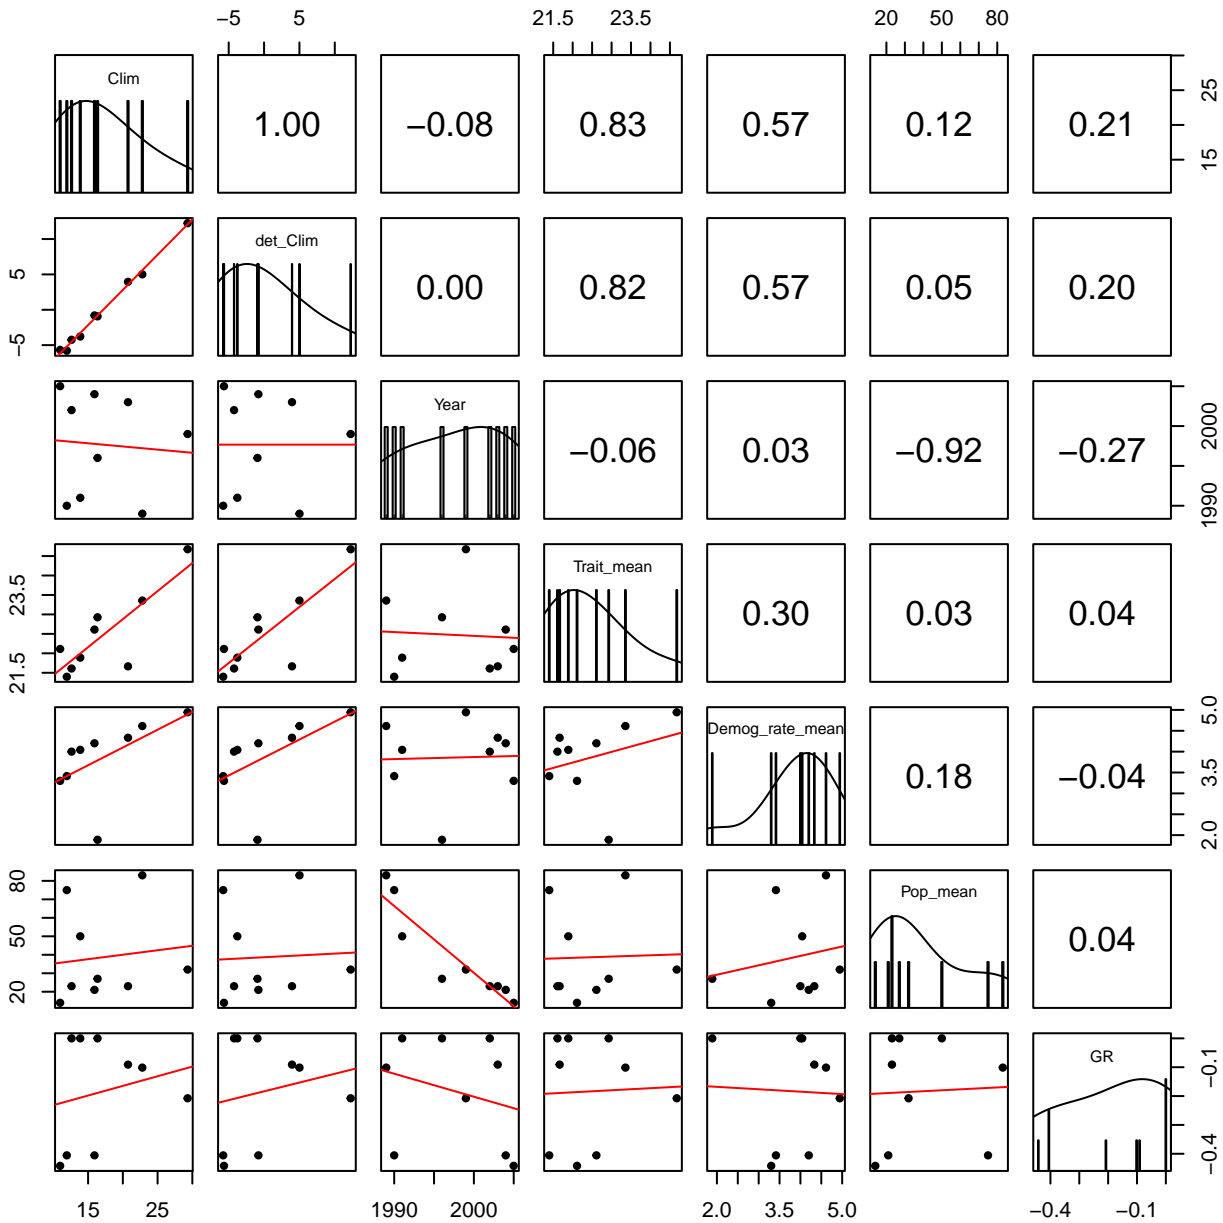 −5 5 21.5 23.5 20 50 80
Clim
1.00 −0.08 0.83 0.57 0.12 0.21
15 25
−5 5
det_Clim
0.00 0.82 0.57 0.05 0.20
Year
−0.06 0.03 −0.92 −0.27
1990 2000
21.5 23.5
Trait_mean
0.30 0.03 0.04
Demog_rate_mean
0.18 −0.04
2.0 3.5 5.0
20 50 80
Pop_mean
0.04
GR
−0.4 −0.1
15 25 1990 2000 2.0 3.5 5.0 −0.4 −0.1